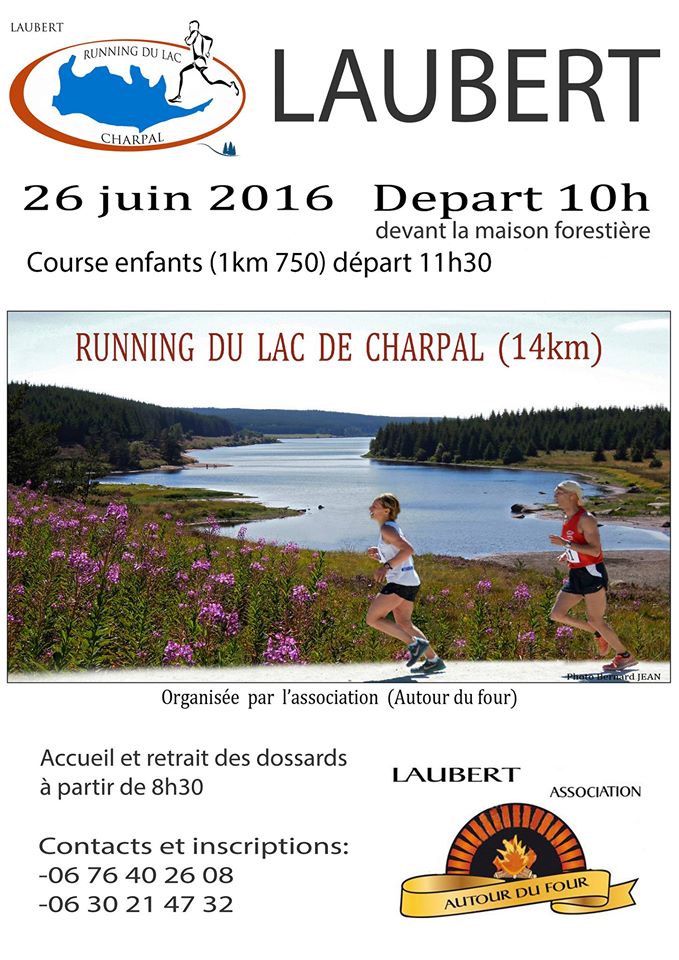 LAUBERT
RUNNING DU LAC
CHARPAL
LAUBERT
26 juin 2016 Depart 10h
devant la maison forestière
Course enfants (1km 750) départ 11h30
RUNNING DU LAC DE CHARPAL (14km)
Photo Bernard JEAN
Organisée par l'association (Autour du four)
Accueil et retrait des dossards
à partir de 8h30
Contacts et inscriptions:
-06 76 40 26 08
-06 30 21 47 32
LAUBERT
ASSOCIATION
AUTOUR DU FOUR